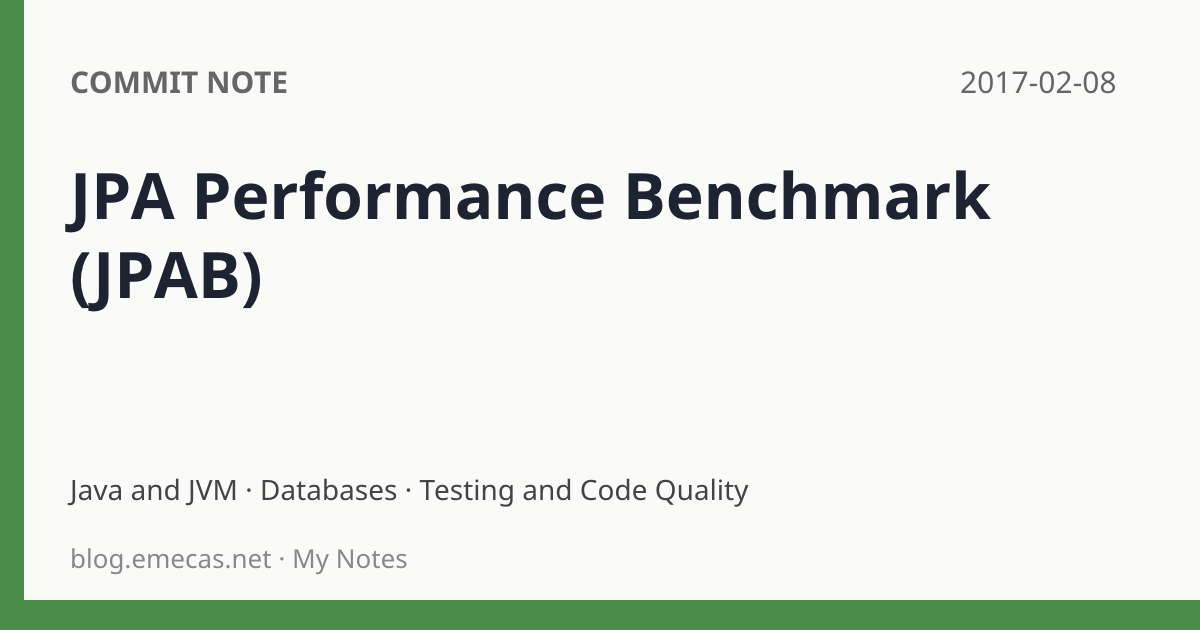 COMMIT NOTE
2017-02-08
JPA Performance Benchmark
(JPAB)
Java and JVM · Databases · Testing and Code Quality
blog.emecas.net · My Notes